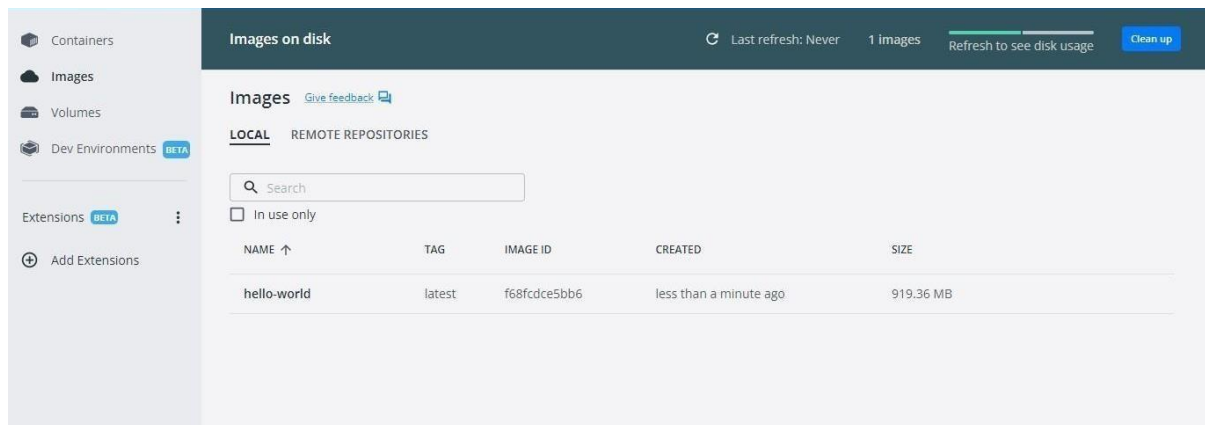 Containers
Images
Volumes
Dev Environments BETA
Extensions BETA
Add Extensions
Images on disk
Last refresh: Never
1 images
Refresh to see disk usage
Clean up
Images Give feedback
LOCAL REMOTE REPOSITORIES
Search
In use only
NAME TAG IMAGE ID CREATED SIZE
hello-world latest f68fcdce5bb6 less than a minute ago 919.36 MB